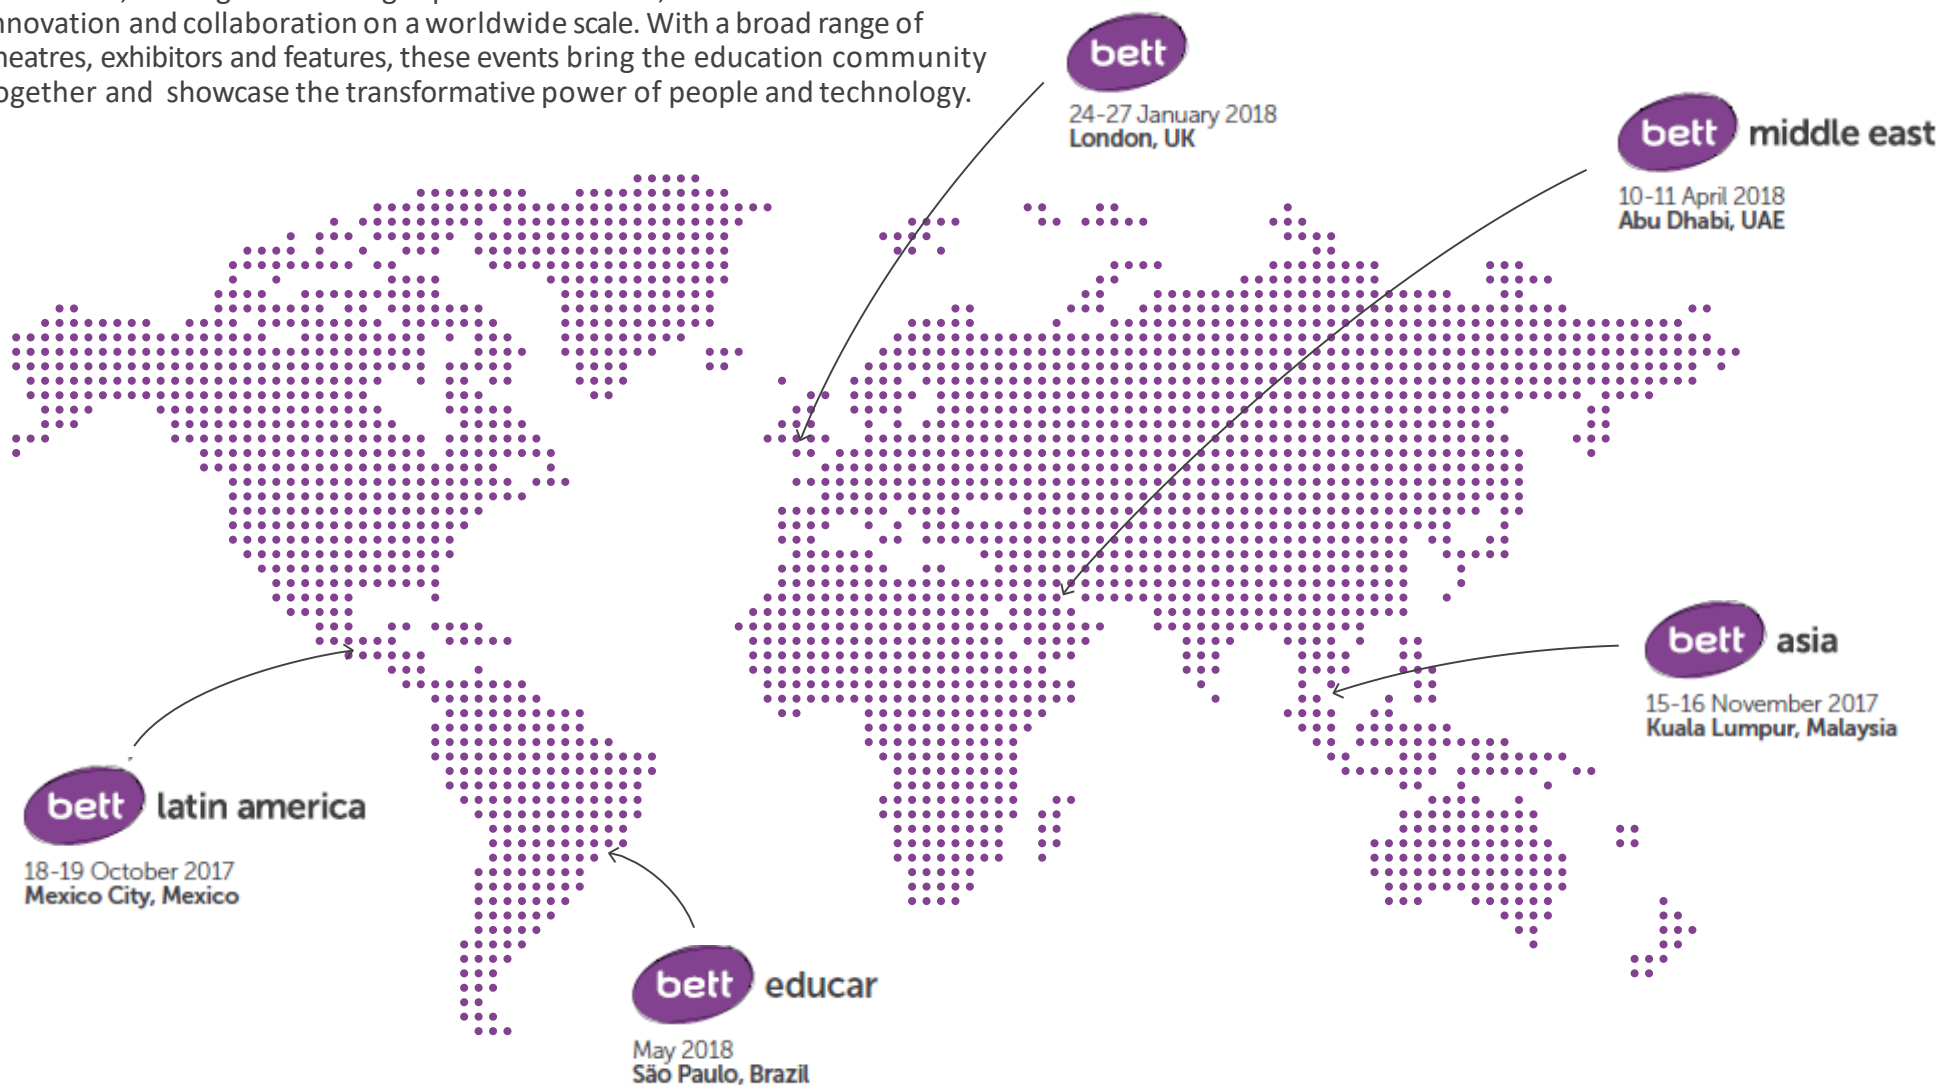 nnovation and collaboration on a worldwide scale. With a broad range of
heatres, exhibitors and features, these events bring the education community
ogether and showcase the transformative power of people and technology.
bett
24-27 January 2018
London, UK
bett middle east
10-11 April 2018
Abu Dhabi, UAE
bett asia
15-16 November 2017
Kuala Lumpur, Malaysia
bett latin america
18-19 October 2017
Mexico City, Mexico
bett educar
May 2018
São Paulo, Brazil